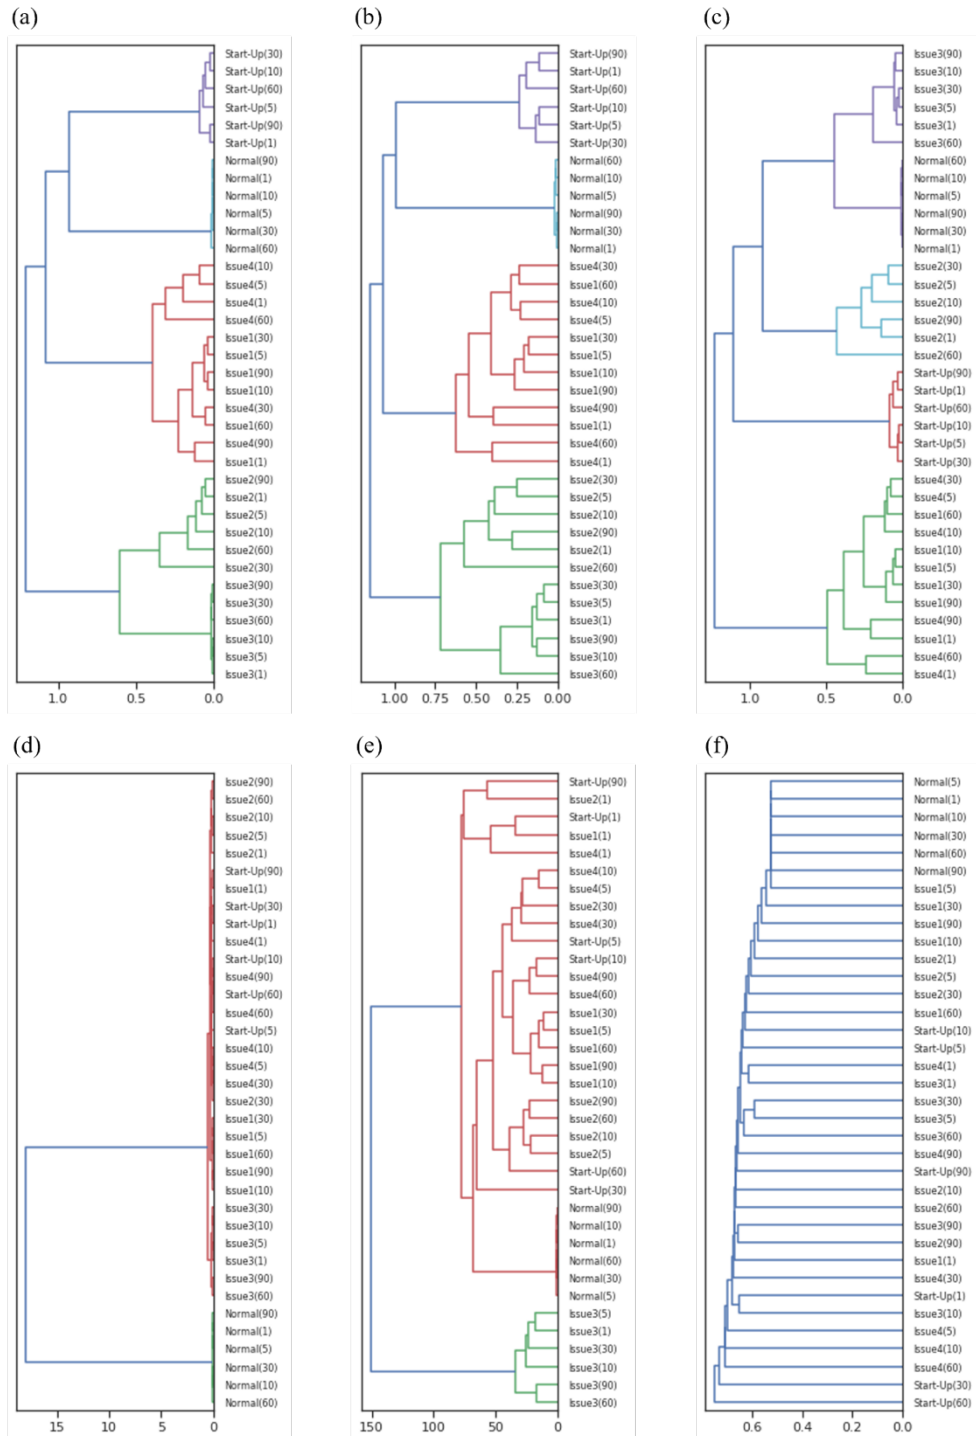 (a)
Start-Up(30)
Start-Up(10)
Start-Up(60)
Start-Up(5)
Start-Up(90)
Start-Up(1)
Normal(90)
Normal(1)
Normal(10)
Normal(5)
Normal(30)
Normal(60)
Issue4(10)
Issue4(5)
Issue4(1)
Issue4(60)
Issue1(30)
Issue1(5)
Issue1(90)
Issue1(10)
Issue4(30)
Issue1(60)
Issue4(90)
Issue1(1)
Issue2(90)
Issue2(1)
Issue2(5)
Issue2(10)
Issue2(60)
Issue2(30)
Issue3(90)
Issue3(30)
Issue3(60)
Issue3(10)
Issue3(5)
Issue3(1)
1.0 0.5 0.0
(b)
Start-Up(90)
Start-Up(1)
Start-Up(60)
Start-Up(10)
Start-Up(5)
Start-Up(30)
Normal(60)
Normal(10)
Normal(5)
Normal(90)
Normal(30)
Normal(1)
Issue4(30)
Issue1(60)
Issue4(10)
Issue4(5)
Issue1(30)
Issue1(5)
Issue1(10)
Issue1(90)
Issue4(90)
Issue1(1)
Issue4(60)
Issue4(1)
Issue2(30)
Issue2(5)
Issue2(10)
Issue2(90)
Issue2(1)
Issue2(60)
Issue3(30)
Issue3(5)
Issue3(1)
Issue3(90)
Issue3(10)
Issue3(60)
1.00 0.75 0.50 0.25 0.00
(c)
Issue3(90)
Issue3(10)
Issue3(30)
Issue3(5)
Issue3(1)
Issue3(60)
Normal(60)
Normal(10)
Normal(5)
Normal(90)
Normal(30)
Normal(1)
Issue2(30)
Issue2(5)
Issue2(10)
Issue2(90)
Issue2(1)
Issue2(60)
Start-Up(90)
Start-Up(1)
Start-Up(60)
Start-Up(10)
Start-Up(5)
Start-Up(30)
Issue4(30)
Issue4(5)
Issue1(60)
Issue4(10)
Issue1(10)
Issue1(5)
Issue1(30)
Issue1(90)
Issue4(90)
Issue1(1)
Issue4(60)
Issue4(1)
1.0 0.5 0.0
(d)
Issue2(90)
Issue2(60)
Issue2(10)
Issue2(5)
Issue2(1)
Start-Up(90)
Issue1(1)
Start-Up(30)
Start-Up(1)
Issue4(1)
Start-Up(10)
Issue4(90)
Start-Up(60)
Issue4(60)
Start-Up(5)
Issue4(10)
Issue4(5)
Issue4(30)
Issue2(30)
Issue1(30)
Issue1(5)
Issue1(60)
Issue1(90)
Issue1(10)
Issue3(30)
Issue3(10)
Issue3(5)
Issue3(1)
Issue3(90)
Issue3(60)
Normal(90)
Normal(1)
Normal(5)
Normal(30)
Normal(10)
Normal(60)
15 10 5 0
(e)
Start-Up(90)
Issue2(1)
Start-Up(1)
Issue1(1)
Issue4(1)
Issue4(10)
Issue4(5)
Issue2(30)
Issue4(30)
Start-Up(5)
Start-Up(10)
Issue4(90)
Issue4(60)
Issue1(30)
Issue1(5)
Issue1(60)
Issue1(90)
Issue1(10)
Issue2(90)
Issue2(60)
Issue2(10)
Issue2(5)
Start-Up(60)
Start-Up(30)
Normal(90)
Normal(10)
Normal(1)
Normal(60)
Normal(30)
Normal(5)
Issue3(5)
Issue3(1)
Issue3(30)
Issue3(10)
Issue3(90)
Issue3(60)
150 100 50 0
(f)
Normal(5)
Normal(1)
Normal(10)
Normal(30)
Normal(60)
Normal(90)
Issue1(5)
Issue1(30)
Issue1(90)
Issue1(10)
Issue2(1)
Issue2(5)
Issue2(30)
Issue1(60)
Start-Up(10)
Start-Up(5)
Issue4(1)
Issue3(1)
Issue3(30)
Issue3(5)
Issue3(60)
Issue4(90)
Start-Up(90)
Issue2(10)
Issue2(60)
Issue3(90)
Issue2(90)
Issue1(1)
Issue4(30)
Start-Up(1)
Issue3(10)
Issue4(5)
Issue4(10)
Issue4(60)
Start-Up(30)
Start-Up(60)
0.6 0.4 0.2 0.0